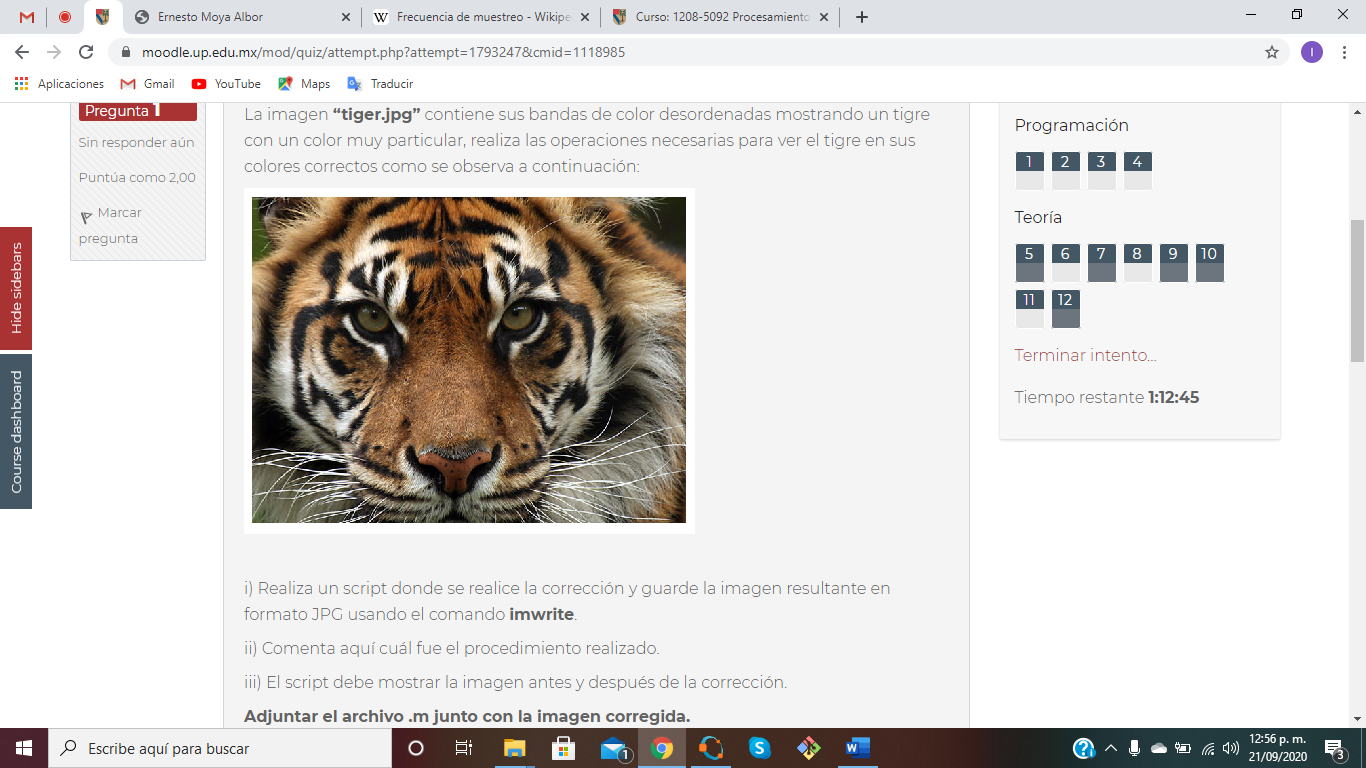 Ernesto Moya Albor
Frecuencia de muestreo - Wikipe
Curso: 1208-5092 Procesamiento
moodle.up.edu.mx/mod/quiz/attempt.php?attempt=1793247&cmid=1118985
I
Aplicaciones
Gmail
YouTube
Maps
Traducir
Hide sidebars
Course dashboard
Pregunta 1
Sin responder aún
Puntúa como 2,00
Marcar
pregunta
La imagen “tiger.jpg” contiene sus bandas de color desordenadas mostrando un tigre
con un color muy particular, realiza las operaciones necesarias para ver el tigre en sus
colores correctos como se observa a continuación:
i) Realiza un script donde se realice la corrección y guarde la imagen resultante en
formato JPG usando el comando imwrite.
ii) Comenta aquí cuál fue el procedimiento realizado.
iii) El script debe mostrar la imagen antes y después de la corrección.
Adjuntar el archivo .m junto con la imagen corregida.
Programación
1 2 3 4
Teoría
5 6 7 8 9 10
11 12
Terminar intento...
Tiempo restante 1:12:45
Escribe aquí para buscar
1
12:56 p. m.
21/09/2020
3